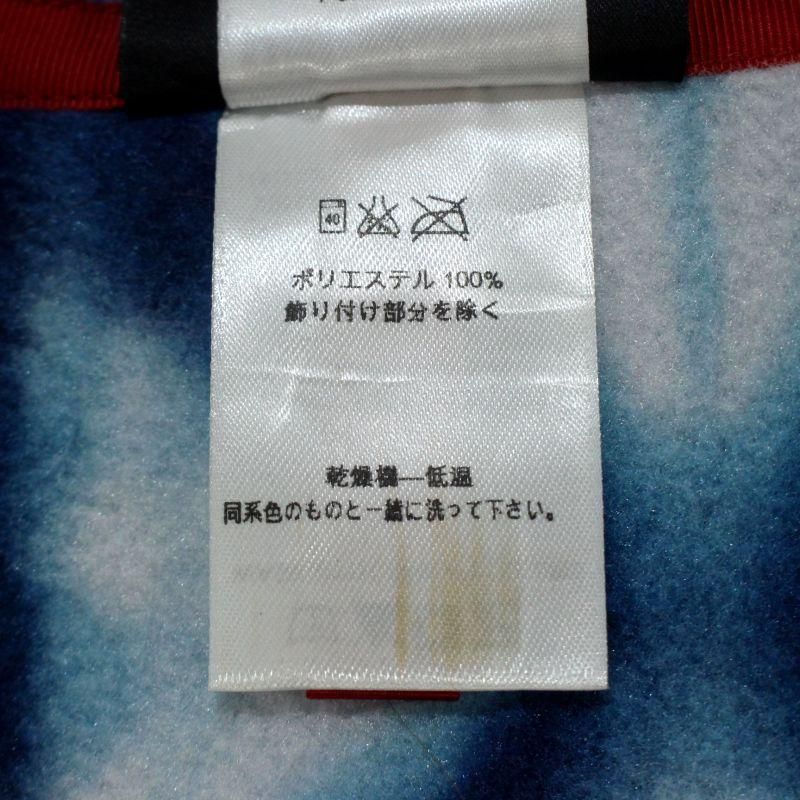 40
ポリエステル 100%
飾り付け部分を除く
乾燥機―低温
同系色のものと一緒に洗って下さい。